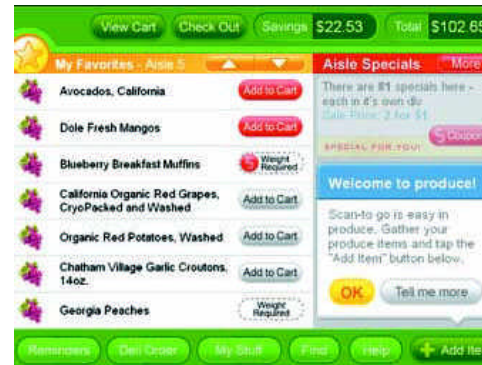 View Cart Check Out Savings $22.53 Total $102.65
My Favorites - Aisle 5
Aisle Specials More
Avocados, California Add to Cart
Dole Fresh Mangos Add to Cart
Blueberry Breakfast Muffins $ Weight
Required
California Organic Red Grapes,
CryoPacked and Washed Add to Cart
Organic Red Potatoes, Washed Add to Cart
Chatham Village Garlic Croutons,
14oz. Add to Cart
Georgia Peaches Weight
Required
There are 81 specials here -
each in it's own div
Sale Price: 2 for $1
Coupon
SPECIAL FOR YOU!
Welcome to produce!
Scan-to go is easy in
produce. Gather your
produce items and tap the
"Add Item" button below.
OK Tell me more
Reminders Deli Order My Stuff Find Help + Add Ite